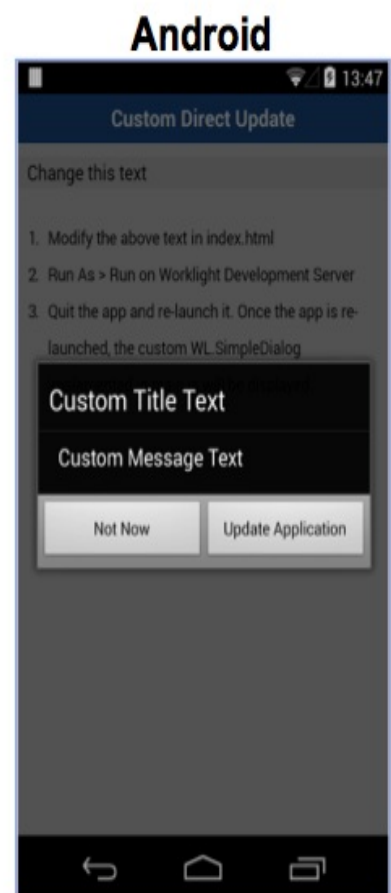 Android
13:47
Custom Direct Update
Change this text
1. Modify the above text in index.html
2. Run As > Run on Worklight Development Server
3. Quit the app and re-launch it. Once the app is re-
launched, the custom WL.SimpleDialog
Custom Title Text
Custom Message Text
Not Now
Update Application